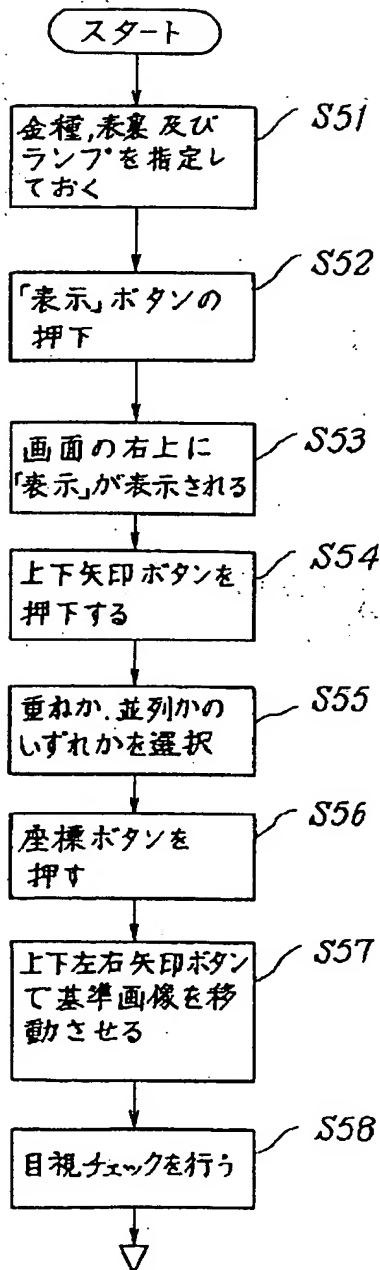 スタート
金種,表裏及び
S51
ランプを指定し
ておく
「表示」ボタンの
S52
押下
画面の右上に
S53
「表示」が表示される
上下矢印ボタンを
S54
押下する
重ねか,並列かの
S55
いずれかを選択
座標ボタンを
S56
押す
上下左右矢印ボタン
S57
で基準画像を移
動させる
目視チェックを行う
S58